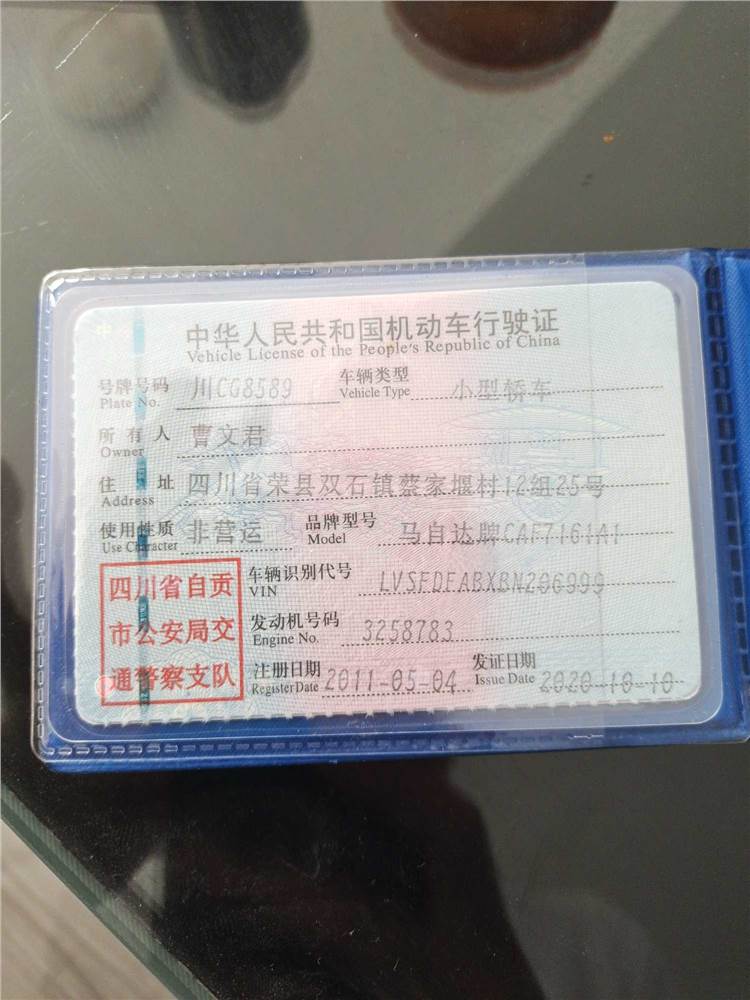 中华人民共和国机动车行驶证
Vehicle License of the People's Republic of China
号牌号码 川CG8589 车辆类型 小型轿车
Plate No. Vehicle Type
所有人 曹文君
Owner
住址 四川省荣县双石镇蔡家堰村12组25号
Address
使用性质 非营运 品牌型号 马自达牌CAF7161A1
Use Character Model
四川省自贡
市公安局交
通警察支队
车辆识别代号 LVSFDFABXBN206999
VIN
发动机号码 3258783
Engine No.
注册日期 2011-05-04 发证日期 2020-10-10
Register Date Issue Date